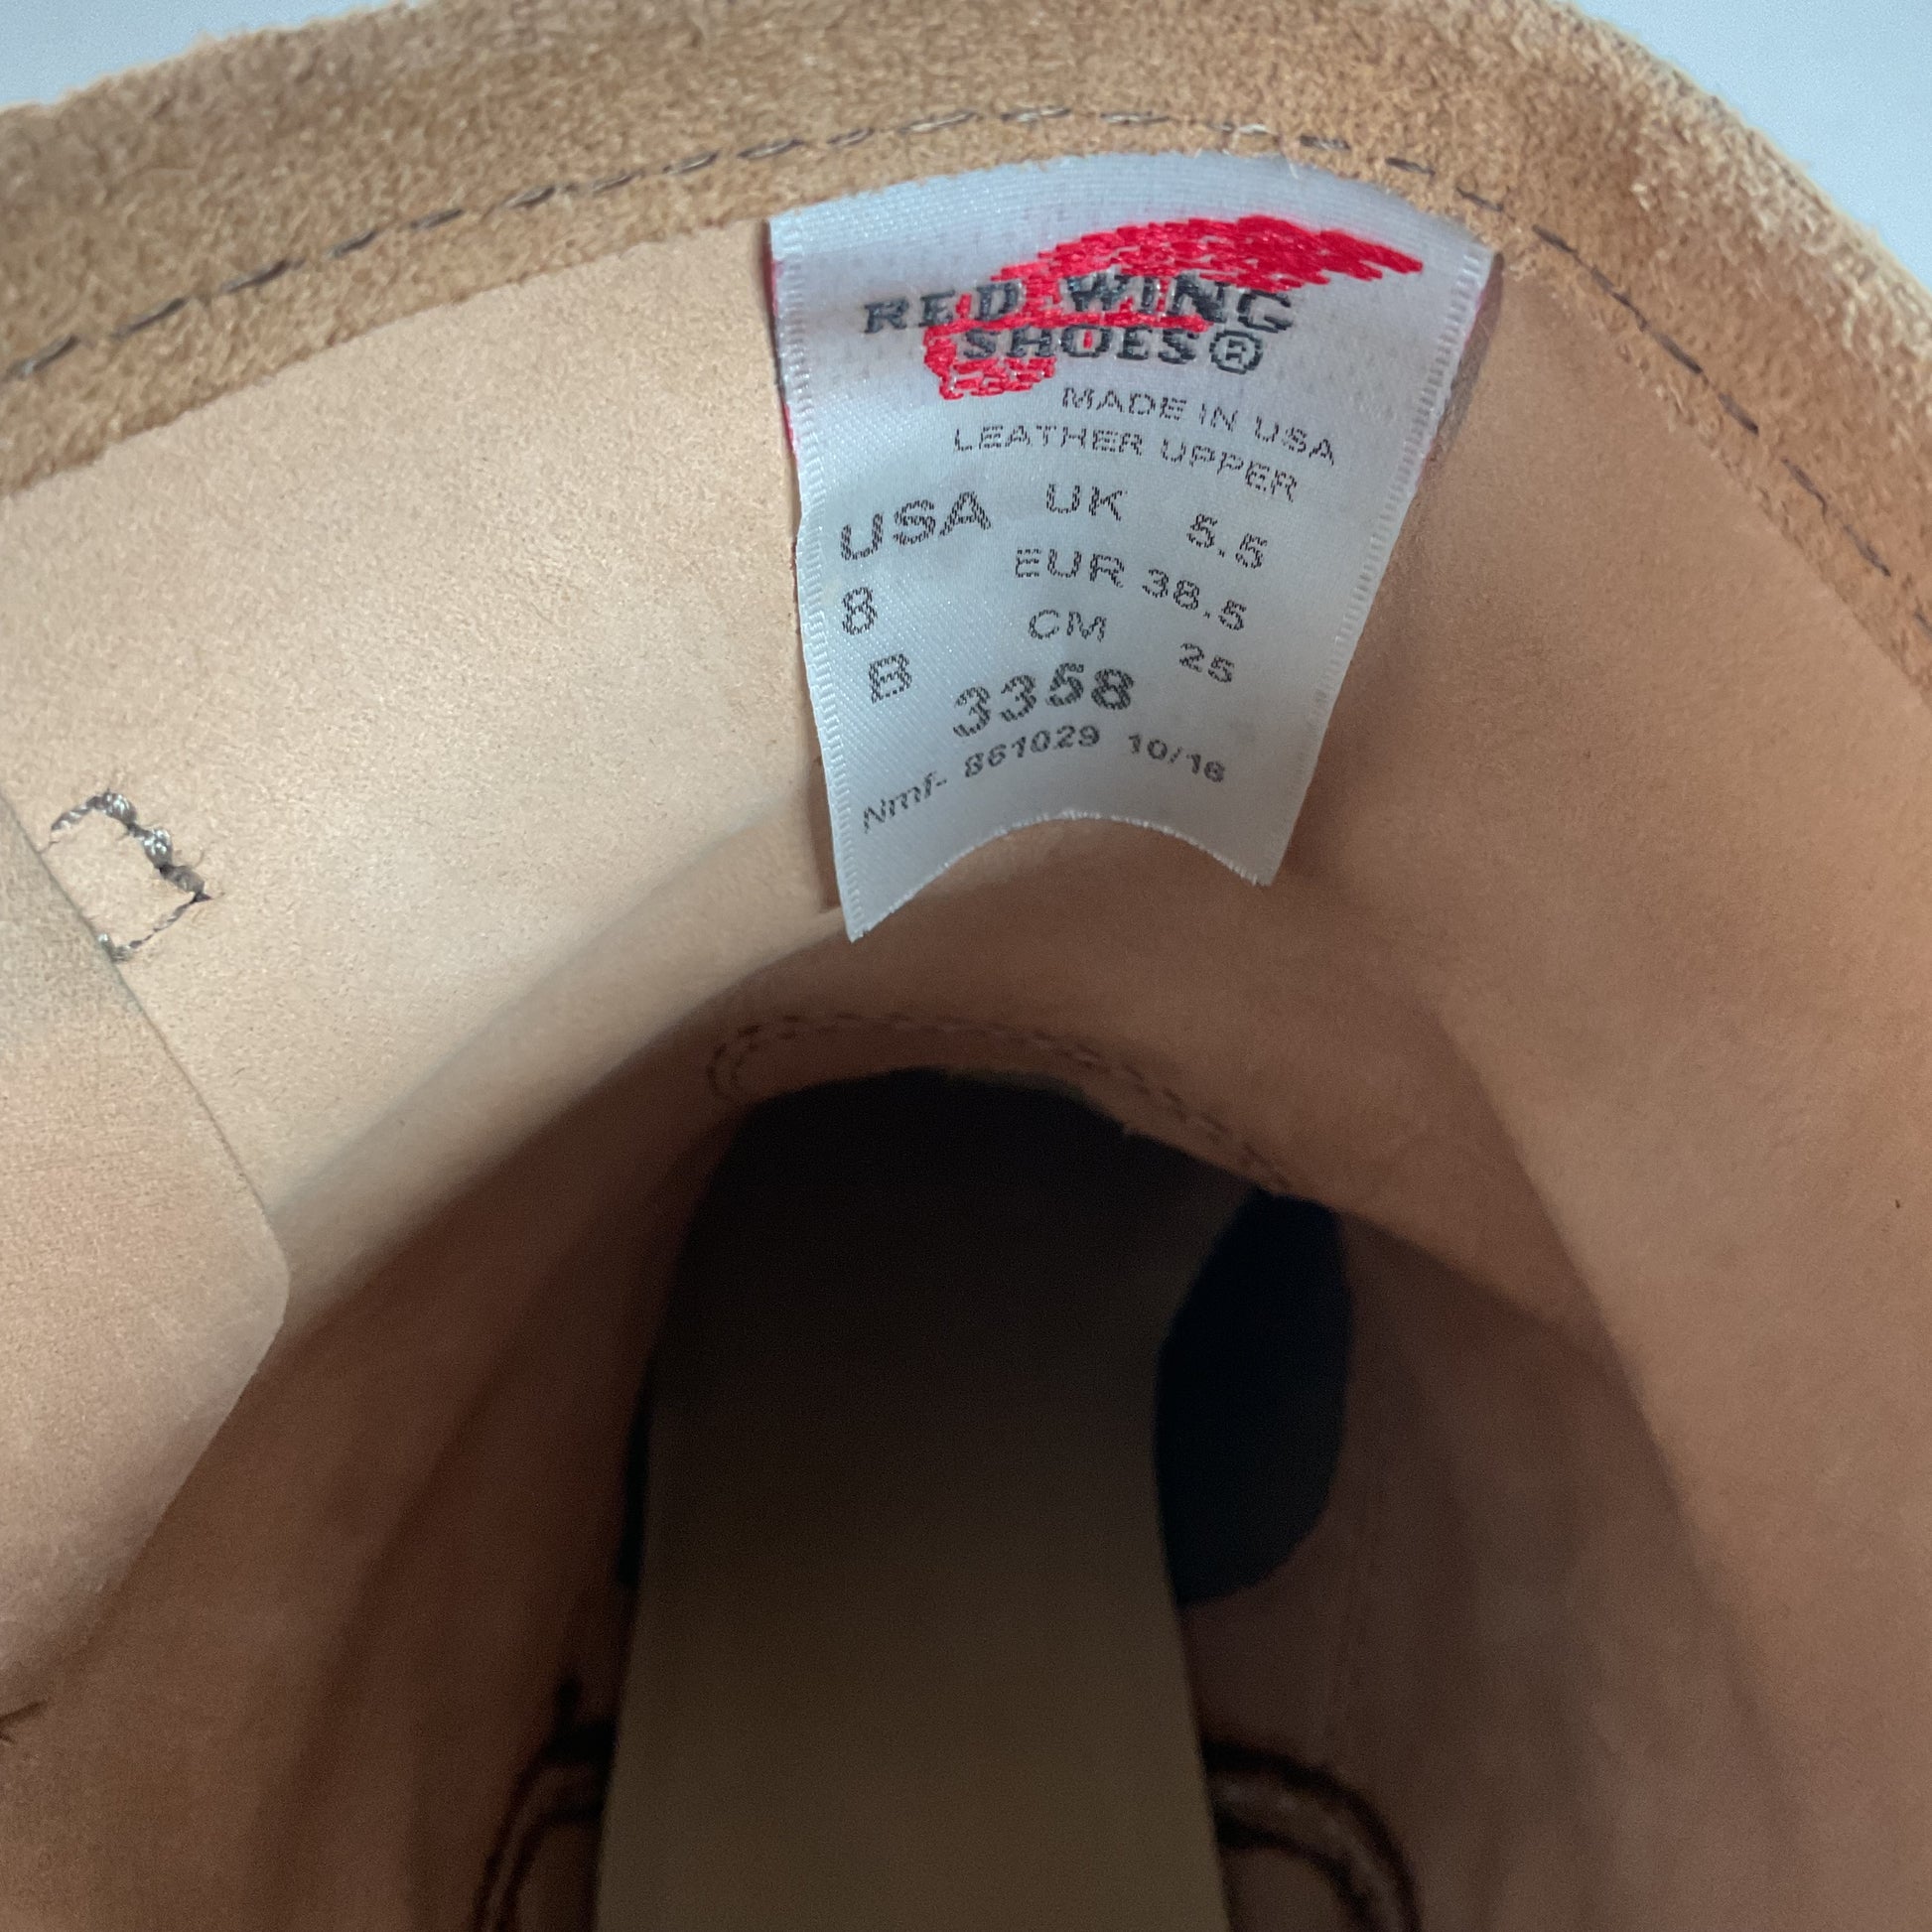 RED WING
SHOES®
MADE IN USA
LEATHER UPPER
USA UK 5.5
8 EUR 38.5
B CM 25
3358
Nmf- 861029 10/16